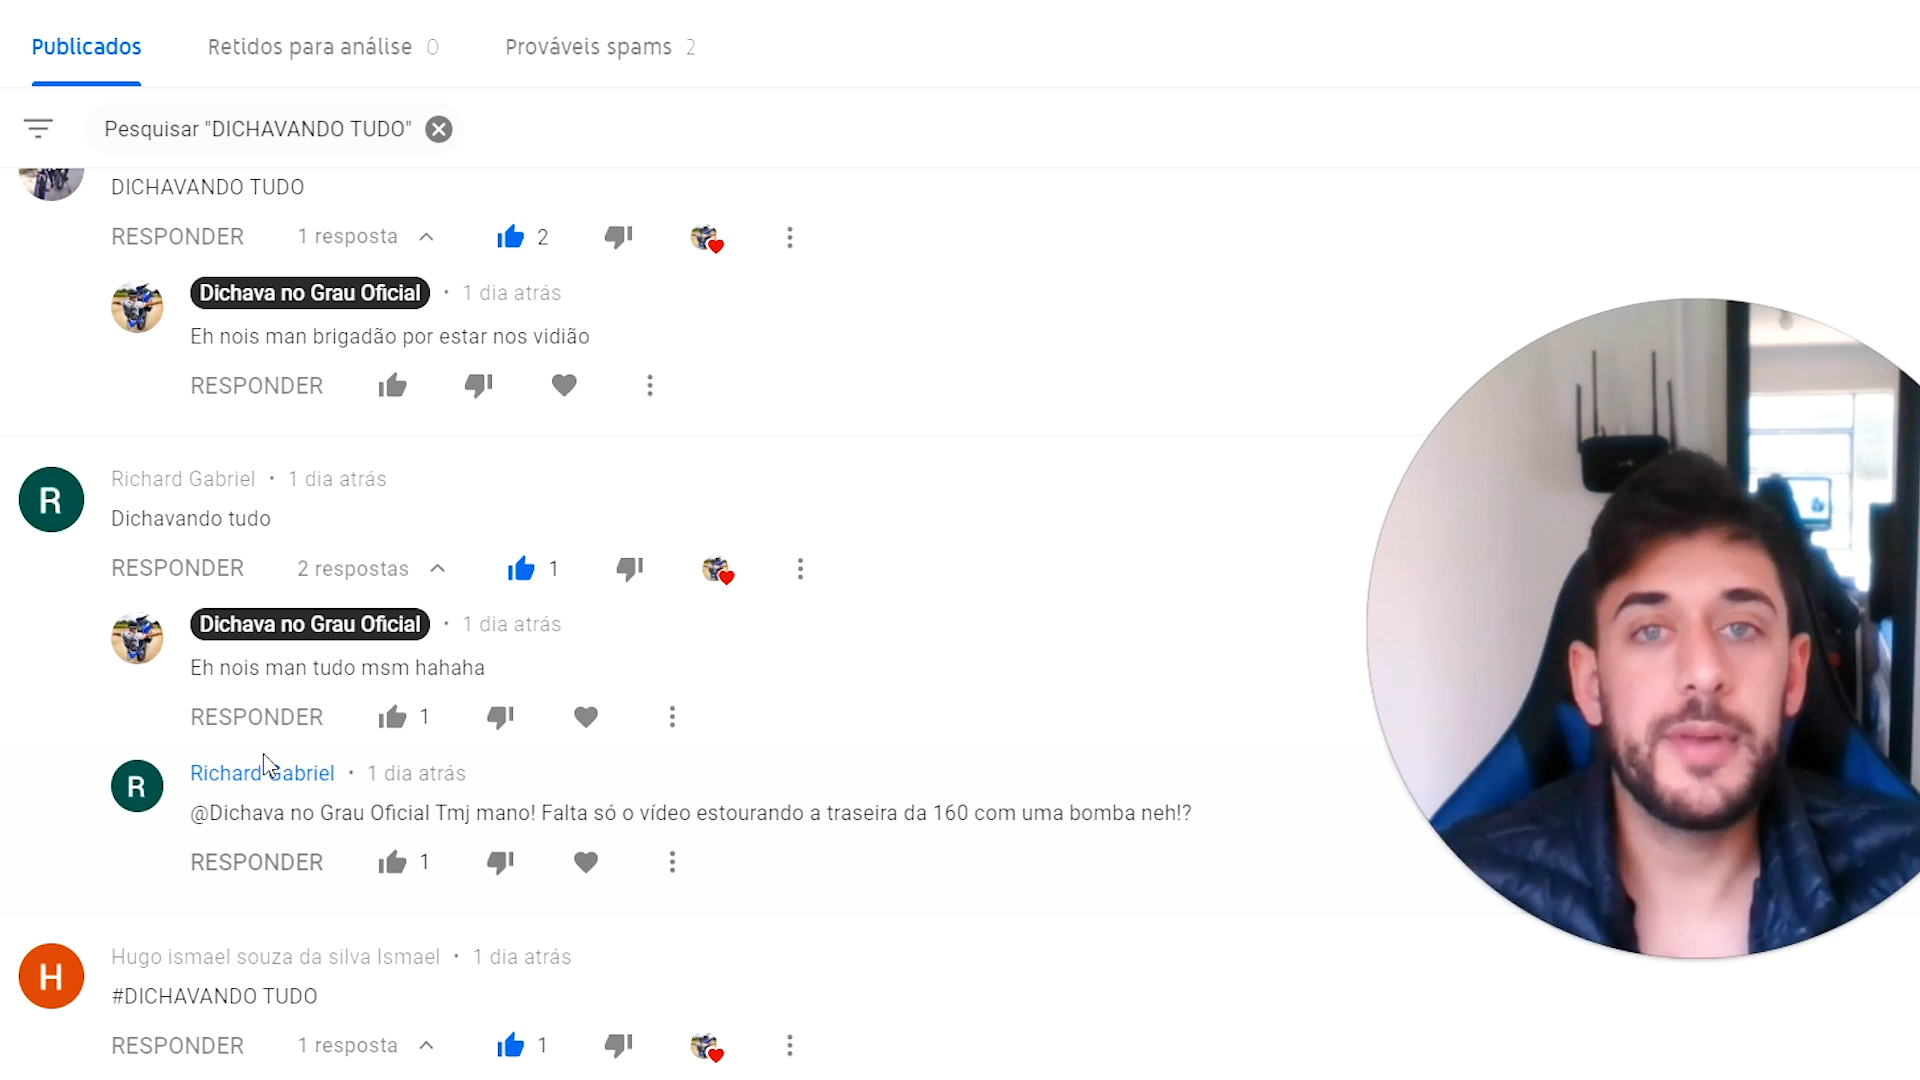 Publicados Retidos para análise 0 Prováveis spams 2
Pesquisar "DICHAVANDO TUDO"
DICHAVANDO TUDO
RESPONDER 1 resposta 2
Dichava no Grau Oficial • 1 dia atrás
Eh nois man brigadão por estar nos vidião
RESPONDER
R Richard Gabriel • 1 dia atrás
Dichavando tudo
RESPONDER 2 respostas 1
Dichava no Grau Oficial • 1 dia atrás
Eh nois man tudo msm hahaha
RESPONDER 1
R Richard Gabriel • 1 dia atrás
@Dichava no Grau Oficial Tmj mano! Falta só o vídeo estourando a traseira da 160 com uma bomba neh!?
RESPONDER 1
H Hugo ismael souza da silva Ismael • 1 dia atrás
#DICHAVANDO TUDO
RESPONDER 1 resposta 1